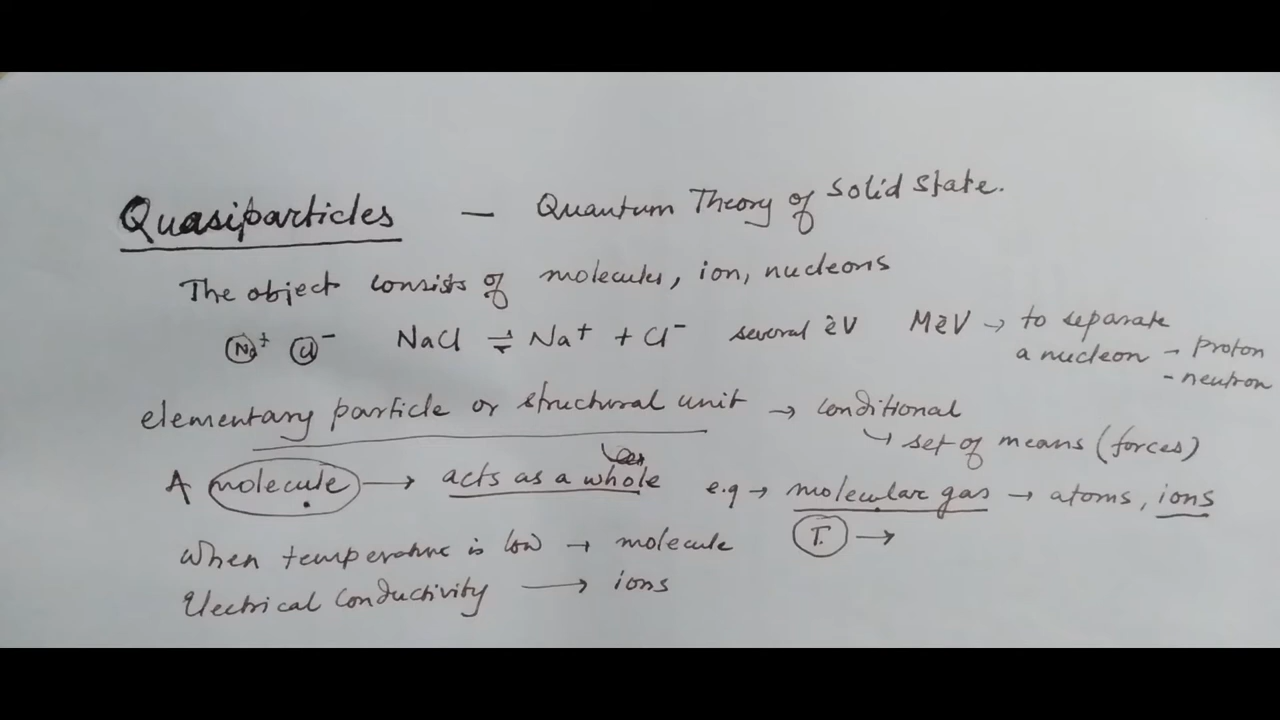 Quasiparticles — Quantum Theory of Solid State.
The object consists of molecules, ion, nucleons
Na+ Cl- NaCl ⇌ Na+ + Cl- several eV MeV → to separate
a nucleon - proton
- neutron
elementary particle or structural unit → conditional
↳ set of means (forces)
A molecule → acts as a whole e.g → molecular gas → atoms, ions
When temperature is low → molecule T. →
Electrical conductivity → ions